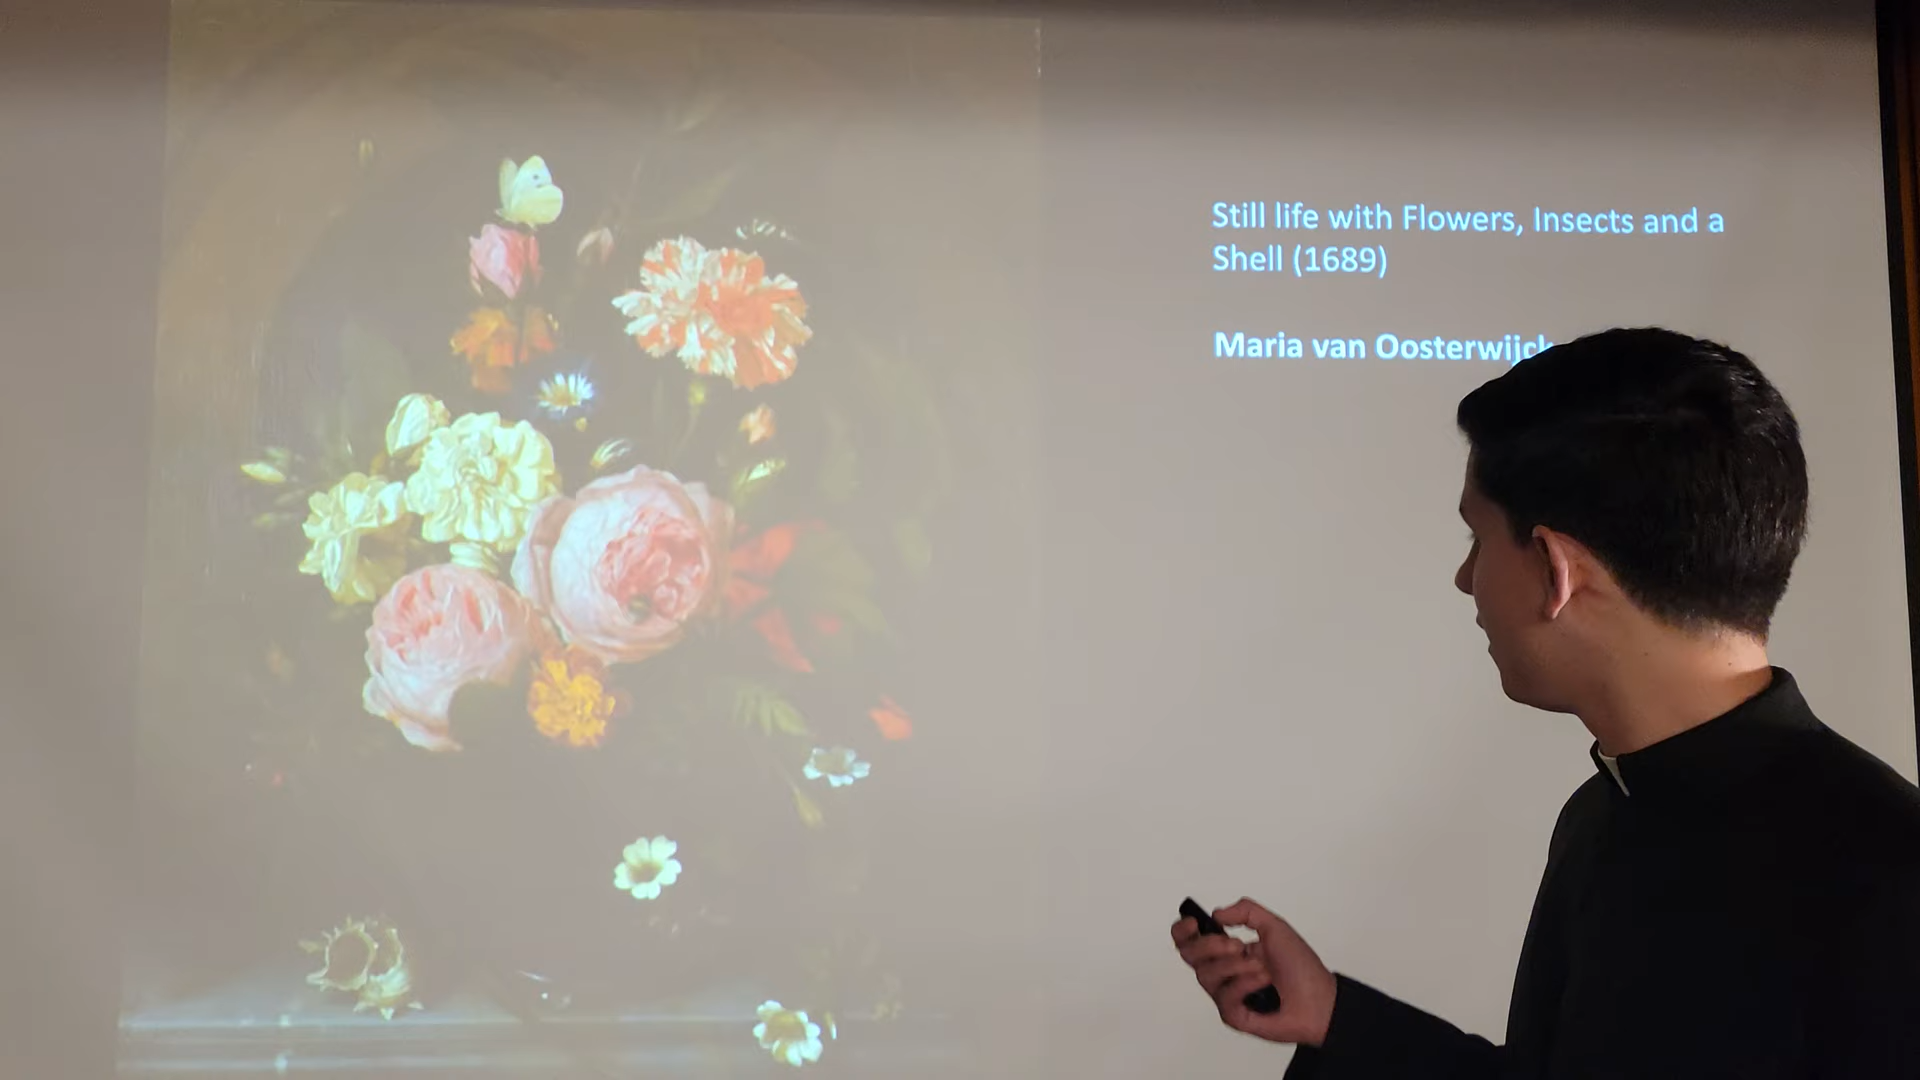 Still life with Flowers, Insects and a
Shell (1689)
Maria van Oosterwijck